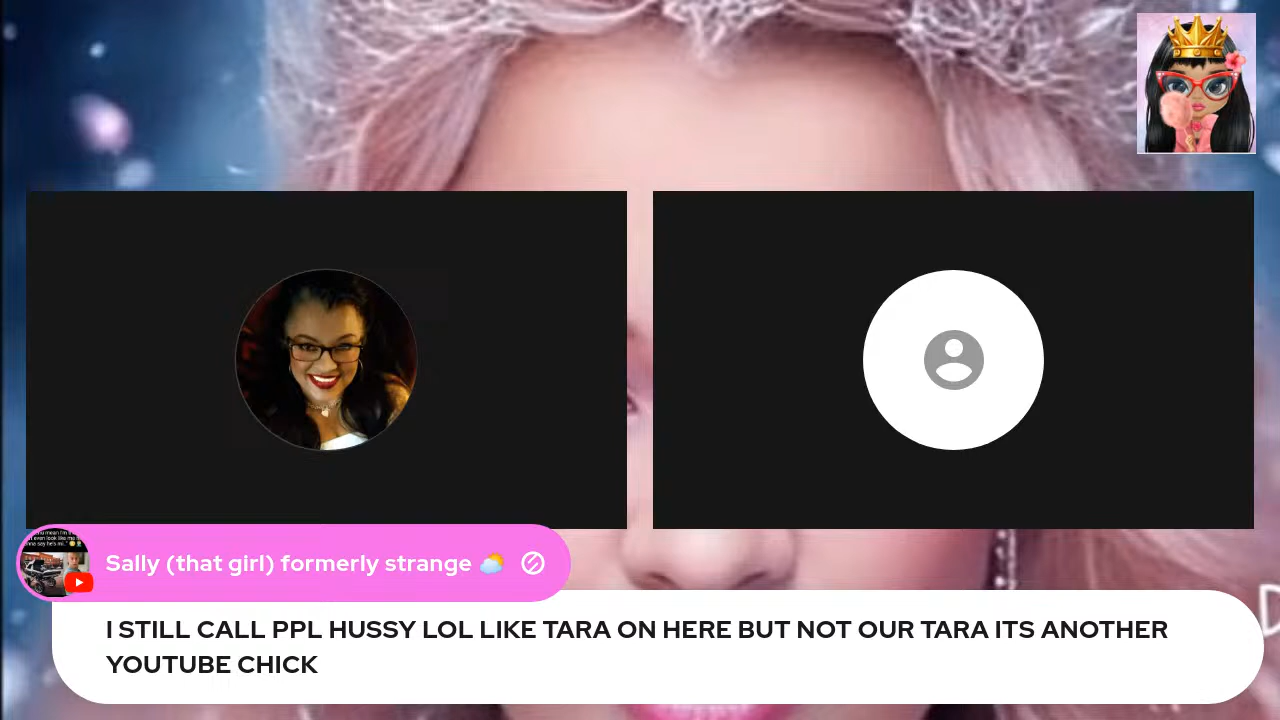 Sally (that girl) formerly strange ⛅
I STILL CALL PPL HUSSY LOL LIKE TARA ON HERE BUT NOT OUR TARA ITS ANOTHER
YOUTUBE CHICK